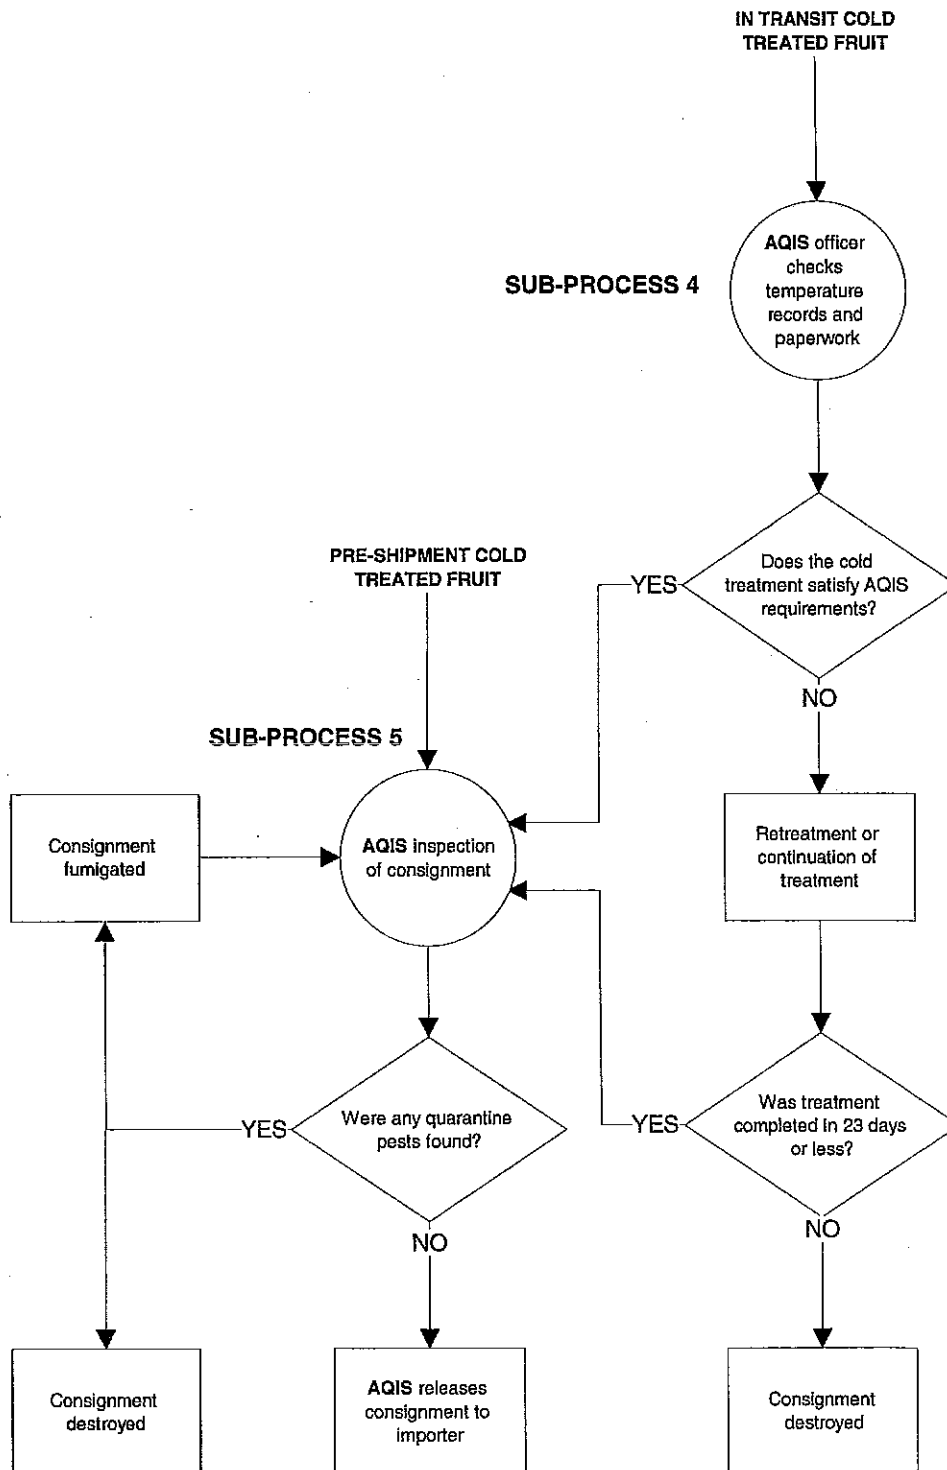 IN TRANSIT COLD
TREATED FRUIT
SUB-PROCESS 4
AQIS officer
checks
temperature
records and
paperwork
Does the cold
treatment satisfy AQIS
requirements?
YES
NO
PRE-SHIPMENT COLD
TREATED FRUIT
SUB-PROCESS 5
Consignment
fumigated
AQIS inspection
of consignment
Retreatment or
continuation of
treatment
YES
Were any quarantine
pests found?
YES
Was treatment
completed in 23 days
or less?
NO
NO
Consignment
destroyed
AQIS releases
consignment to
importer
Consignment
destroyed